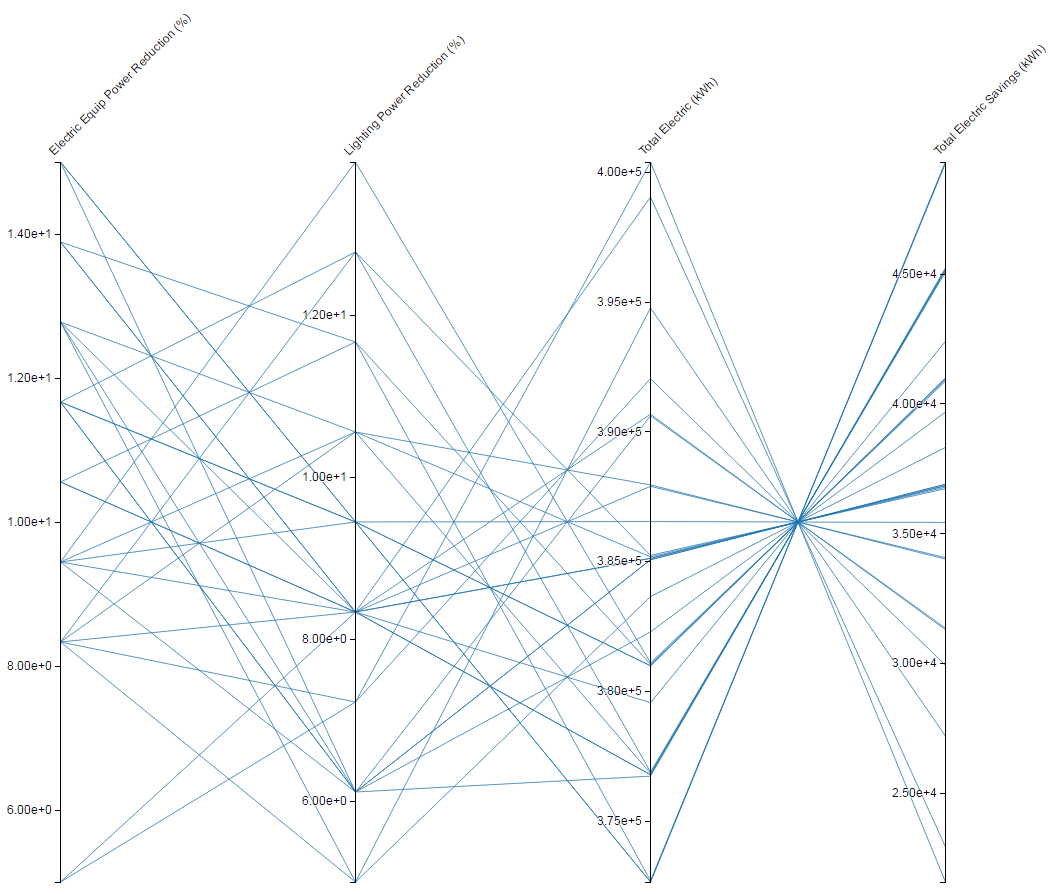 Electric Equip Power Reduction (%)
Lighting Power Reduction (%)
Total Electric (kWh)
Total Electric Savings (kWh)
1.40e+1
1.20e+1
1.00e+1
8.00e+0
6.00e+0
1.20e+1
1.00e+1
8.00e+0
6.00e+0
4.00e+5
3.95e+5
3.90e+5
3.85e+5
3.80e+5
3.75e+5
4.50e+4
4.00e+4
3.50e+4
3.00e+4
2.50e+4